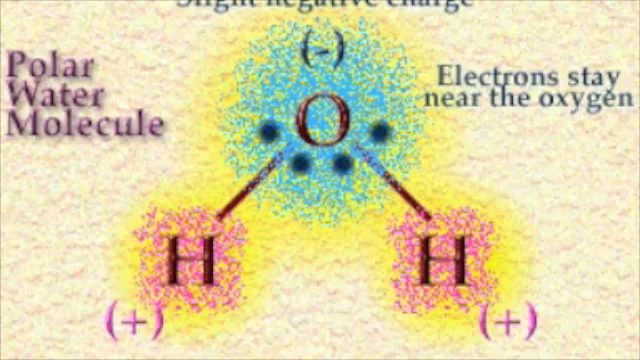 Slight negative charge
(-)
Polar
Water
Molecule
Electrons stay
near the oxygen
O
H
H
(+)
(+)